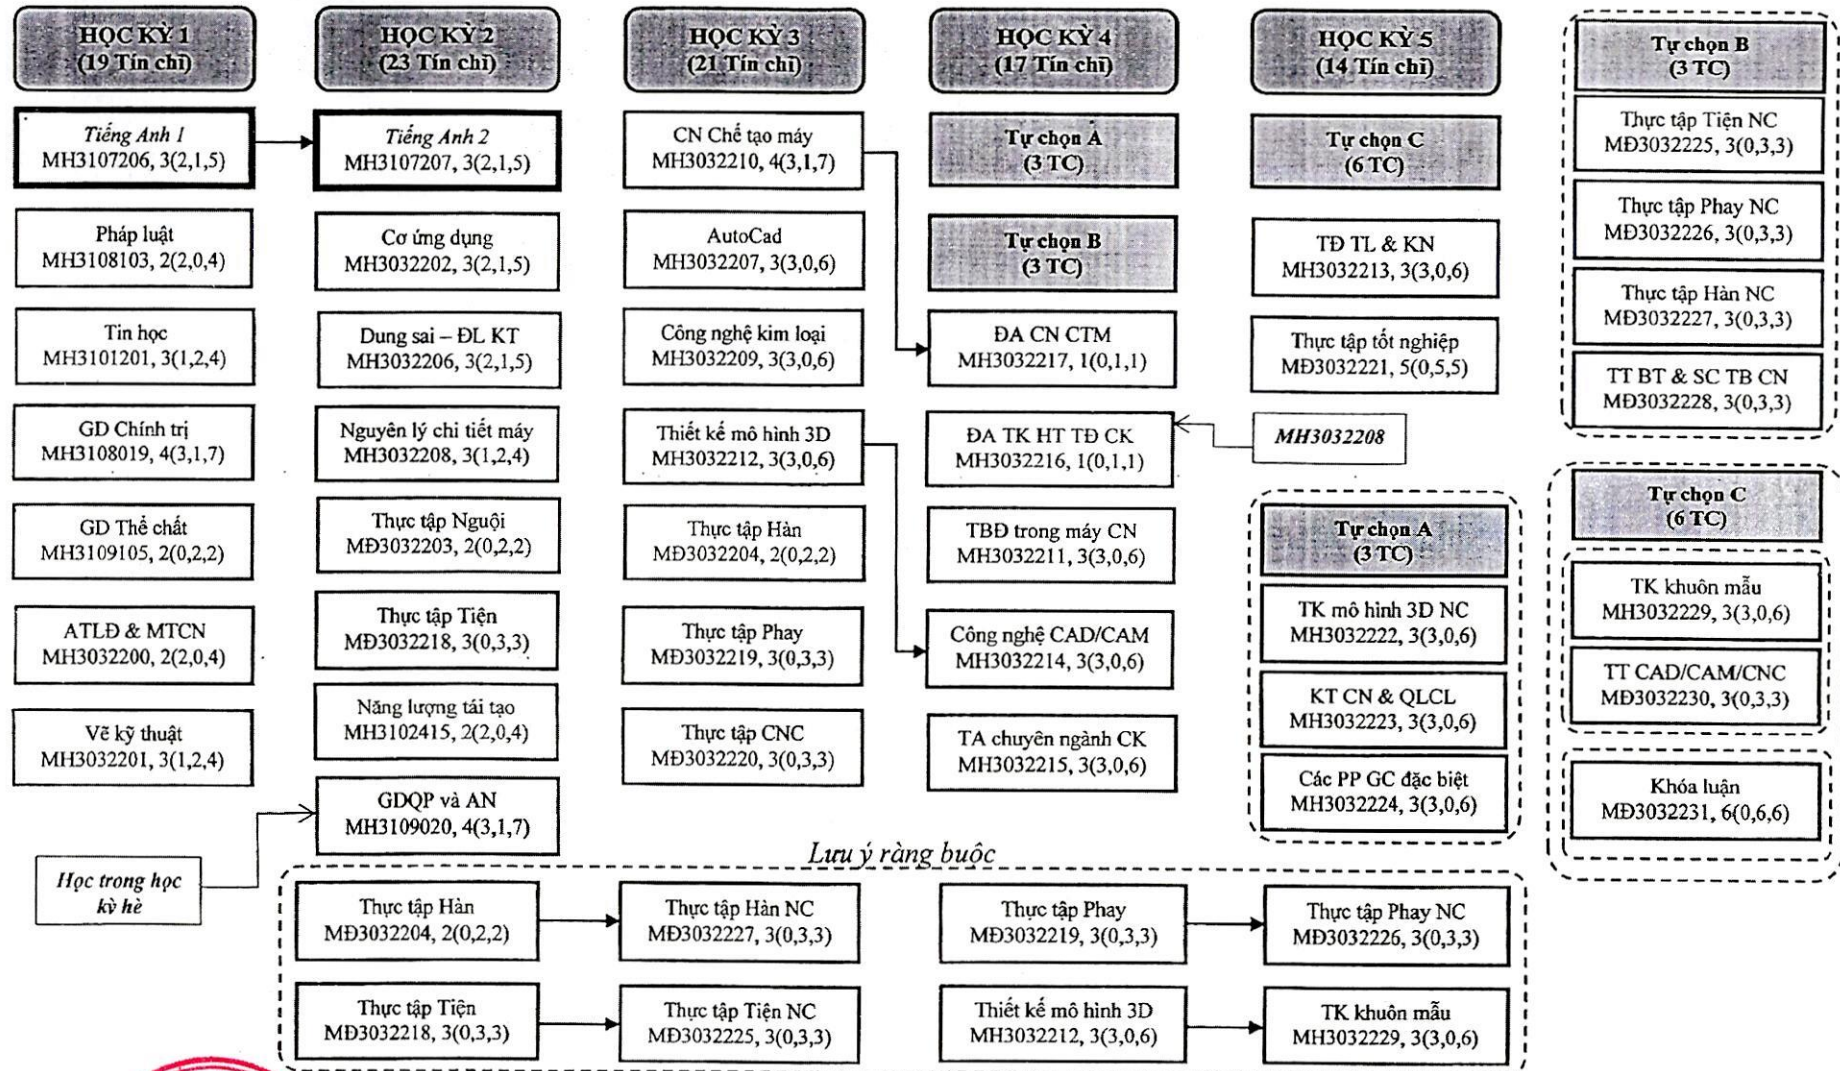 HỌC KỲ 1
(19 Tín chỉ)
Tiếng Anh 1
MH3107206, 3(2,1,5)
Pháp luật
MH3108103, 2(2,0,4)
Tin học
MH3101201, 3(1,2,4)
GD Chính trị
MH3108019, 4(3,1,7)
GD Thể chất
MH3109105, 2(0,2,2)
ATLĐ & MTCN
MH3032200, 2(2,0,4)
Vẽ kỹ thuật
MH3032201, 3(1,2,4)
Học trong học
kỳ hè
HỌC KỲ 2
(23 Tín chỉ)
Tiếng Anh 2
MH3107207, 3(2,1,5)
Cơ ứng dụng
MH3032202, 3(2,1,5)
Dung sai – ĐL KT
MH3032206, 3(2,1,5)
Nguyên lý chi tiết máy
MH3032208, 3(1,2,4)
Thực tập Nguội
MĐ3032203, 2(0,2,2)
Thực tập Tiện
MĐ3032218, 3(0,3,3)
Năng lượng tái tạo
MH3102415, 2(2,0,4)
GDQP và AN
MH3109020, 4(3,1,7)
HỌC KỲ 3
(21 Tín chỉ)
CN Chế tạo máy
MH3032210, 4(3,1,7)
AutoCad
MH3032207, 3(3,0,6)
Công nghệ kim loại
MH3032209, 3(3,0,6)
Thiết kế mô hình 3D
MH3032212, 3(3,0,6)
Thực tập Hàn
MĐ3032204, 2(0,2,2)
Thực tập Phay
MĐ3032219, 3(0,3,3)
Thực tập CNC
MĐ3032220, 3(0,3,3)
HỌC KỲ 4
(17 Tín chỉ)
Tự chọn A
(3 TC)
Tự chọn B
(3 TC)
ĐA CN CTM
MH3032217, 1(0,1,1)
ĐA TK HT TĐ CK
MH3032216, 1(0,1,1)
TBĐ trong máy CN
MH3032211, 3(3,0,6)
Công nghệ CAD/CAM
MH3032214, 3(3,0,6)
TA chuyên ngành CK
MH3032215, 3(3,0,6)
HỌC KỲ 5
(14 Tín chỉ)
Tự chọn C
(6 TC)
TĐ TL & KN
MH3032213, 3(3,0,6)
Thực tập tốt nghiệp
MĐ3032221, 5(0,5,5)
MH3032208
Tự chọn A
(3 TC)
TK mô hình 3D NC
MH3032222, 3(3,0,6)
KT CN & QLCL
MH3032223, 3(3,0,6)
Các PP GC đặc biệt
MH3032224, 3(3,0,6)
Tự chọn B
(3 TC)
Thực tập Tiện NC
MĐ3032225, 3(0,3,3)
Thực tập Phay NC
MĐ3032226, 3(0,3,3)
Thực tập Hàn NC
MĐ3032227, 3(0,3,3)
TT BT & SC TB CN
MĐ3032228, 3(0,3,3)
Tự chọn C
(6 TC)
TK khuôn mẫu
MH3032229, 3(3,0,6)
TT CAD/CAM/CNC
MĐ3032230, 3(0,3,3)
Khóa luận
MĐ3032231, 6(0,6,6)
Lưu ý ràng buộc
Thực tập Hàn
MĐ3032204, 2(0,2,2)
Thực tập Hàn NC
MĐ3032227, 3(0,3,3)
Thực tập Phay
MĐ3032219, 3(0,3,3)
Thực tập Phay NC
MĐ3032226, 3(0,3,3)
Thực tập Tiện
MĐ3032218, 3(0,3,3)
Thực tập Tiện NC
MĐ3032225, 3(0,3,3)
Thiết kế mô hình 3D
MH3032212, 3(3,0,6)
TK khuôn mẫu
MH3032229, 3(3,0,6)